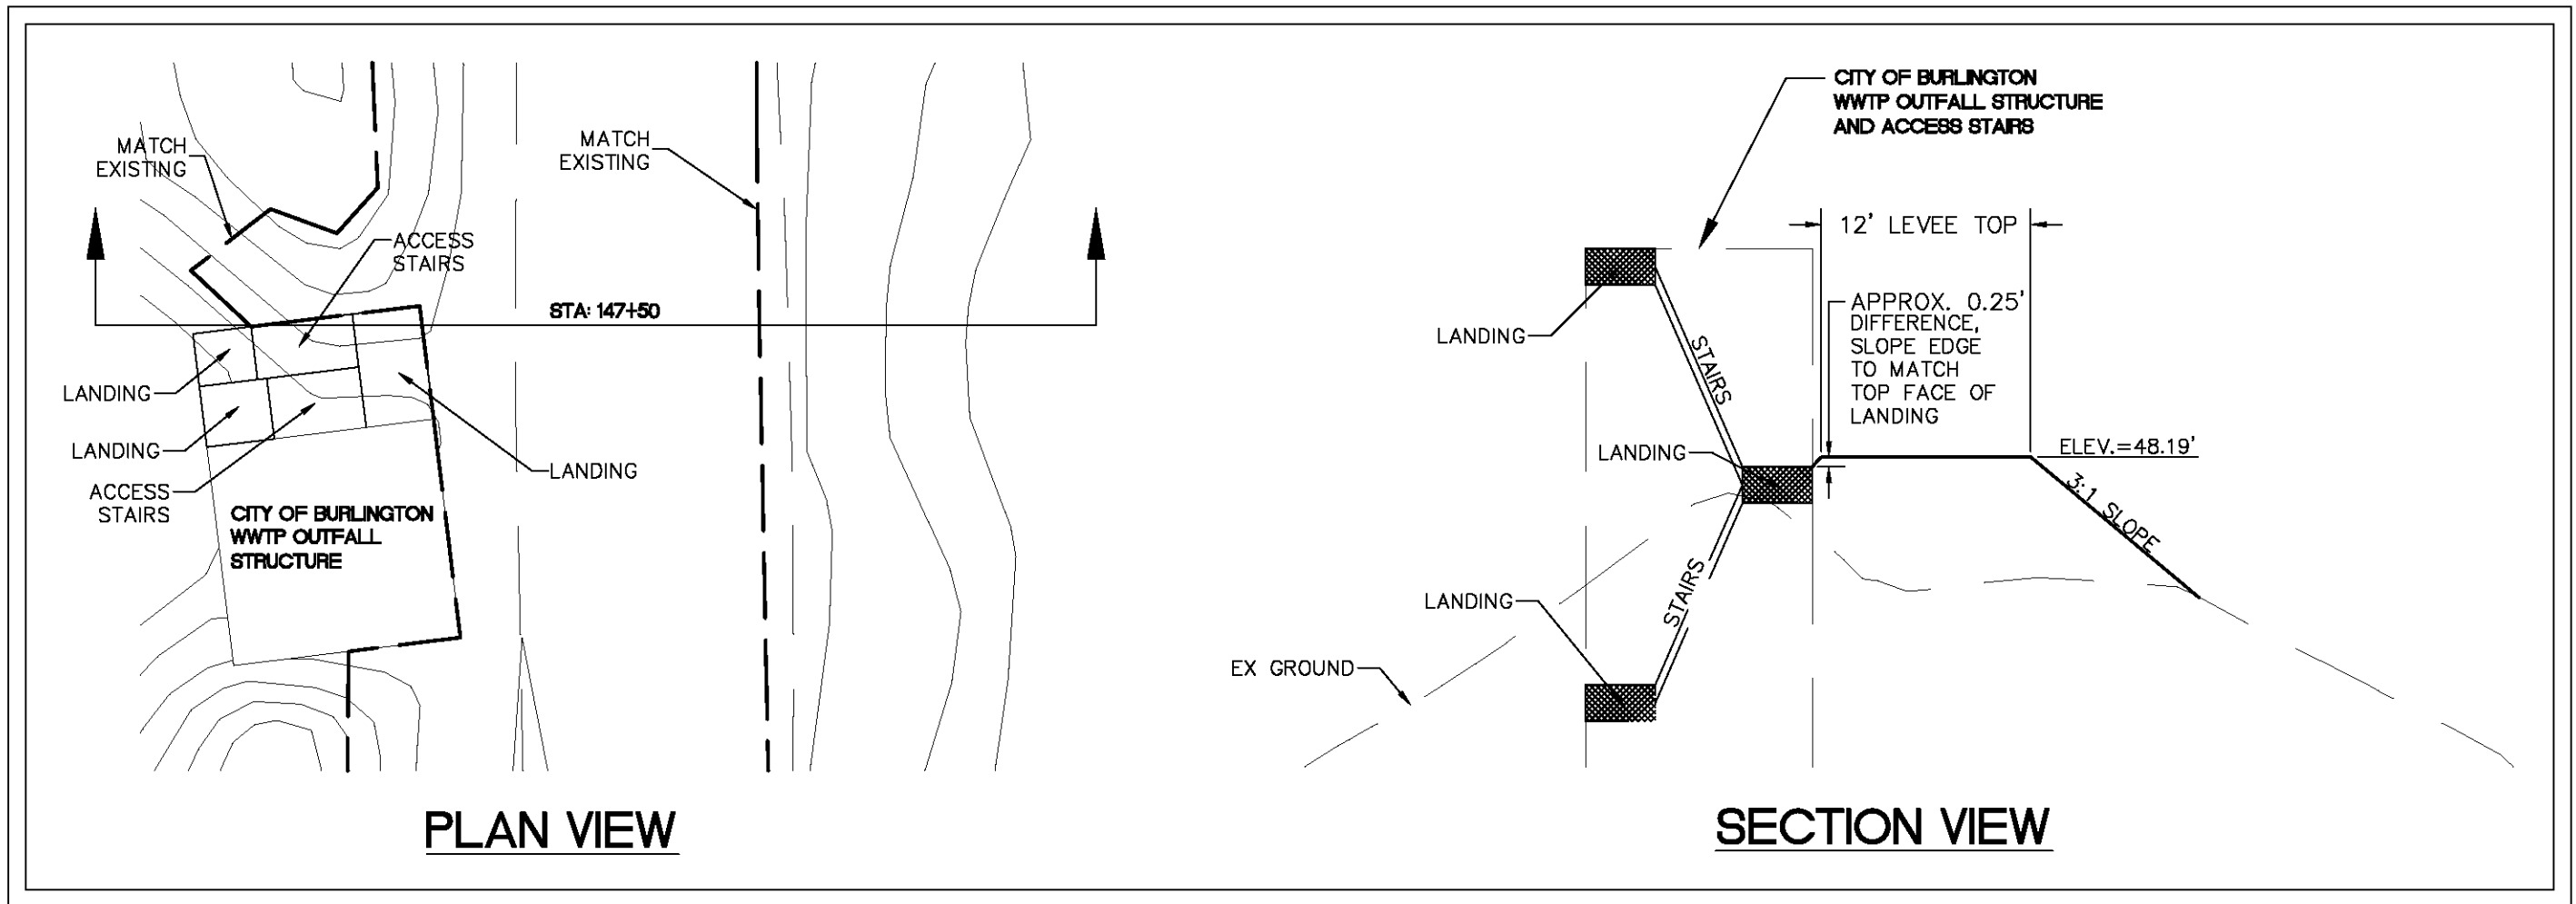 MATCH
EXISTING
MATCH
EXISTING
ACCESS
STAIRS
STA: 147+50
LANDING
LANDING
LANDING
ACCESS
STAIRS
CITY OF BURLINGTON
WWTP OUTFALL
STRUCTURE
PLAN VIEW
CITY OF BURLINGTON
WWTP OUTFALL STRUCTURE
AND ACCESS STAIRS
12' LEVEE TOP
APPROX. 0.25'
DIFFERENCE,
SLOPE EDGE
TO MATCH
TOP FACE OF
LANDING
LANDING
STAIRS
LANDING
ELEV.=48.19'
3:1 SLOPE
STAIRS
LANDING
EX GROUND
SECTION VIEW